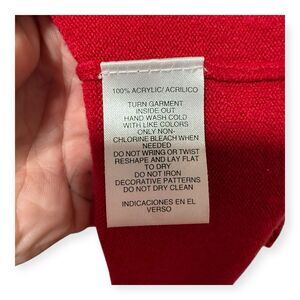 100% ACRYLIC/ ACRILICO
TURN GARMENT
INSIDE OUT
HAND WASH COLD
WITH LIKE COLORS
ONLY NON-
CHLORINE BLEACH WHEN
NEEDED
DO NOT WRING OR TWIST
RESHAPE AND LAY FLAT
TO DRY
DO NOT IRON
DECORATIVE PATTERNS
DO NOT DRY CLEAN
INDICACIONES EN EL
VERSO